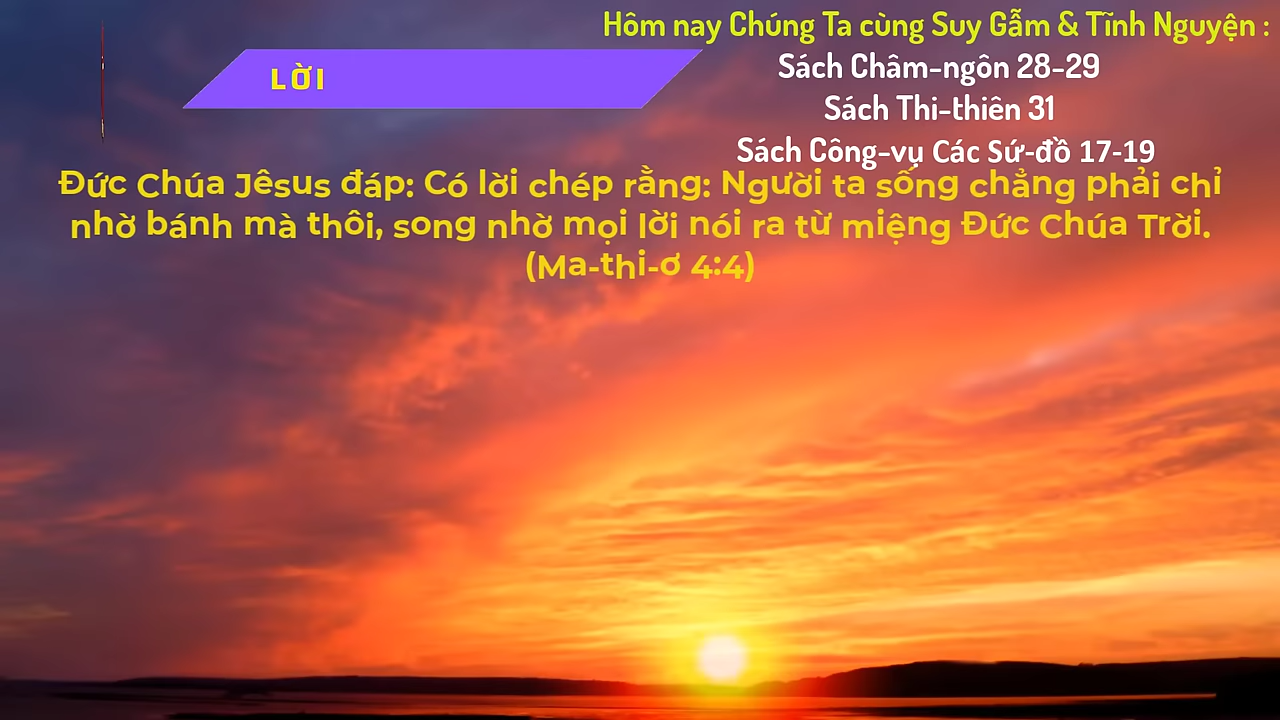 Hôm nay Chúng Ta cùng Suy Gẫm & Tĩnh Nguyện :
LỜI
Sách Châm-ngôn 28-29
Sách Thi-thiên 31
Sách Công-vụ Các Sứ-đồ 17-19
Đức Chúa Jêsus đáp: Có lời chép rằng: Người ta sống chẳng phải chỉ
nhờ bánh mà thôi, song nhờ mọi lời nói ra từ miệng Đức Chúa Trời.
(Ma-thi-ơ 4:4)